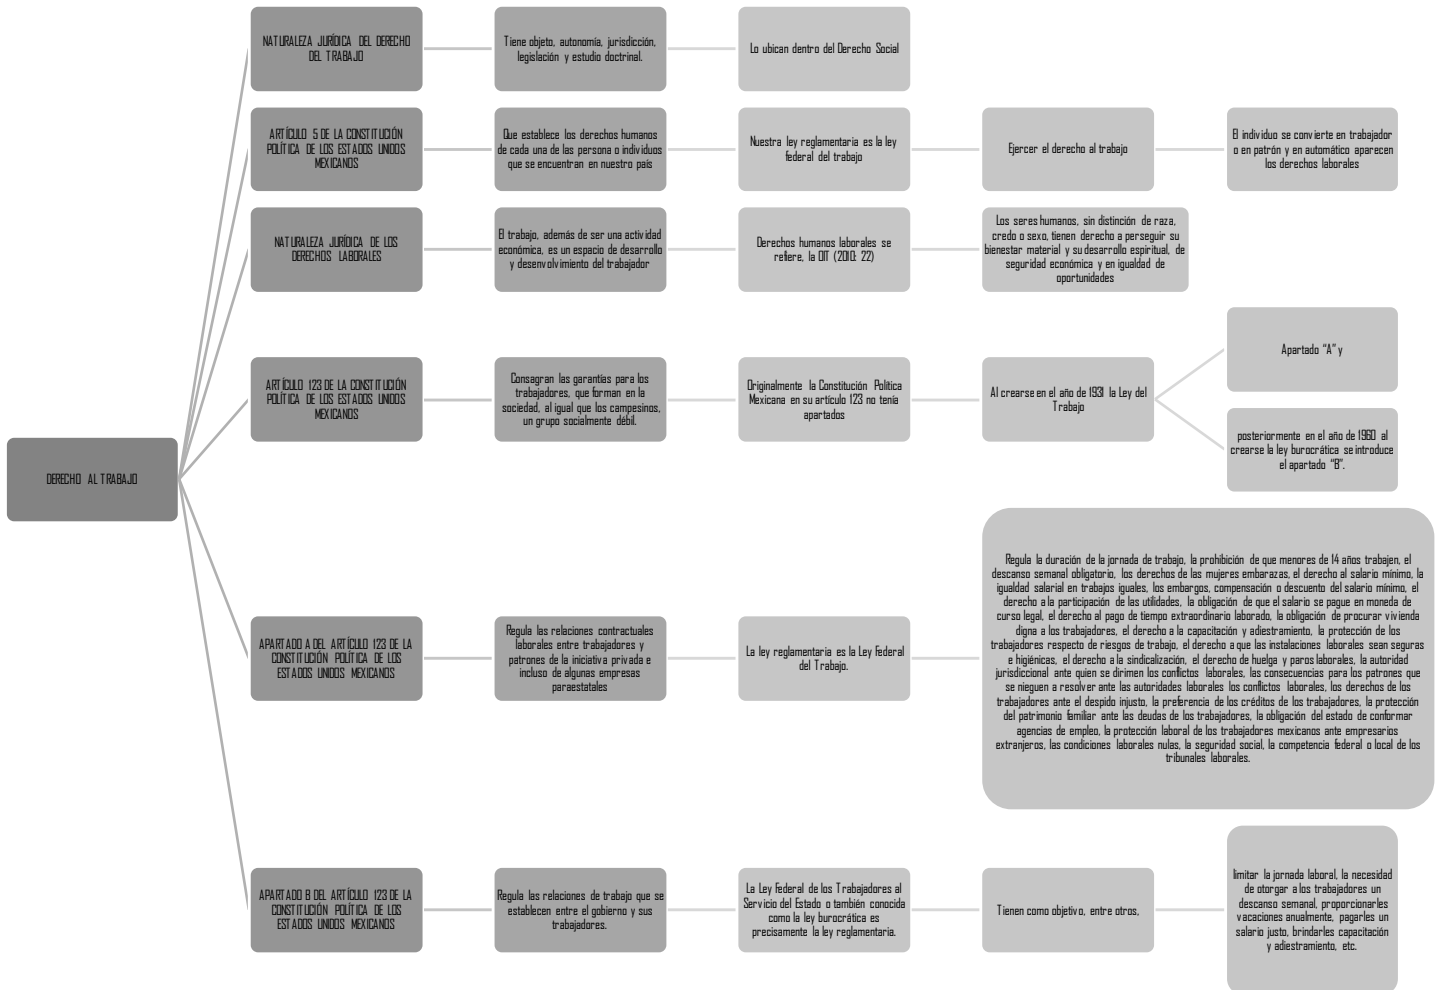 NATURALEZA JURÍDICA DEL DERECHO
DEL TRABAJO
Tiene objeto, autonomía, jurisdicción,
legislación y estudio doctrinal.
Lo ubican dentro del Derecho Social
ARTÍCULO 5 DE LA CONSTITUCIÓN
POLÍTICA DE LOS ESTADOS UNIDOS
MEXICANOS
Que establece los derechos humanos
de cada una de las persona o individuos
que se encuentran en nuestro país
Nuestra ley reglamentaria es la ley
federal del trabajo
Ejercer el derecho al trabajo
El individuo se convierte en trabajador
o en patrón y en automático aparecen
los derechos laborales
NATURALEZA JURÍDICA DE LOS
DERECHOS LABORALES
El trabajo, además de ser una actividad
económica, es un espacio de desarrollo
y desenvolvimiento del trabajador
Derechos humanos laborales se
refiere, la OIT (2010: 22)
Los seres humanos, sin distinción de raza,
credo o sexo, tienen derecho a perseguir su
bienestar material y su desarrollo espiritual, de
seguridad económica y en igualdad de
oportunidades
ARTÍCULO 123 DE LA CONSTITUCIÓN
POLÍTICA DE LOS ESTADOS UNIDOS
MEXICANOS
Consagran las garantías para los
trabajadores, que forman en la
sociedad, al igual que los campesinos,
un grupo socialmente débil.
Originalmente la Constitución Política
Mexicana en su artículo 123 no tenía
apartados
Al crearse en el año de 1931 la Ley del
Trabajo
Apartado "A" y
posteriormente en el año de 1960 al
crearse la ley burocrática se introduce
el apartado "B".
DERECHO AL TRABAJO
APARTADO A DEL ARTÍCULO 123 DE LA
CONSTITUCIÓN POLÍTICA DE LOS
ESTADOS UNIDOS MEXICANOS
Regula las relaciones contractuales
laborales entre trabajadores y
patrones de la iniciativa privada e
incluso de algunas empresas
paraestatales
La ley reglamentaria es la Ley Federal
del Trabajo.
Regula la duración de la jornada de trabajo, la prohibición de que menores de 14 años trabajen, el
descanso semanal obligatorio, los derechos de las mujeres embarazas, el derecho al salario mínimo, la
igualdad salarial en trabajos iguales, los embargos, compensación o descuento del salario mínimo, el
derecho a la participación de las utilidades, la obligación de que el salario se pague en moneda de
curso legal, el derecho al pago de tiempo extraordinario laborado, la obligación de procurar vivienda
digna a los trabajadores, el derecho a la capacitación y adiestramiento, la protección de los
trabajadores respecto de riesgos de trabajo, el derecho a que las instalaciones laborales sean seguras
e higiénicas, el derecho a la sindicalización, el derecho de huelga y paros laborales, la autoridad
jurisdiccional ante quien se dirimen los conflictos laborales, las consecuencias para los patrones que
se nieguen a resolver ante las autoridades laborales los conflictos laborales, los derechos de los
trabajadores ante el despido injusto, la preferencia de los créditos de los trabajadores, la protección
del patrimonio familiar ante las deudas de los trabajadores, la obligación del estado de conformar
agencias de empleo, la protección laboral de los trabajadores mexicanos ante empresarios
extranjeros, las condiciones laborales nulas, la seguridad social, la competencia federal o local de los
tribunales laborales.
APARTADO B DEL ARTÍCULO 123 DE LA
CONSTITUCIÓN POLÍTICA DE LOS
ESTADOS UNIDOS MEXICANOS
Regula las relaciones de trabajo que se
establecen entre el gobierno y sus
trabajadores.
La Ley Federal de los Trabajadores al
Servicio del Estado o también conocida
como la ley burocrática es
precisamente la ley reglamentaria.
Tienen como objetivo, entre otros,
limitar la jornada laboral, la necesidad
de otorgar a los trabajadores un
descanso semanal, proporcionarles
vacaciones anualmente, pagarles un
salario justo, brindarles capacitación
y adiestramiento, etc.